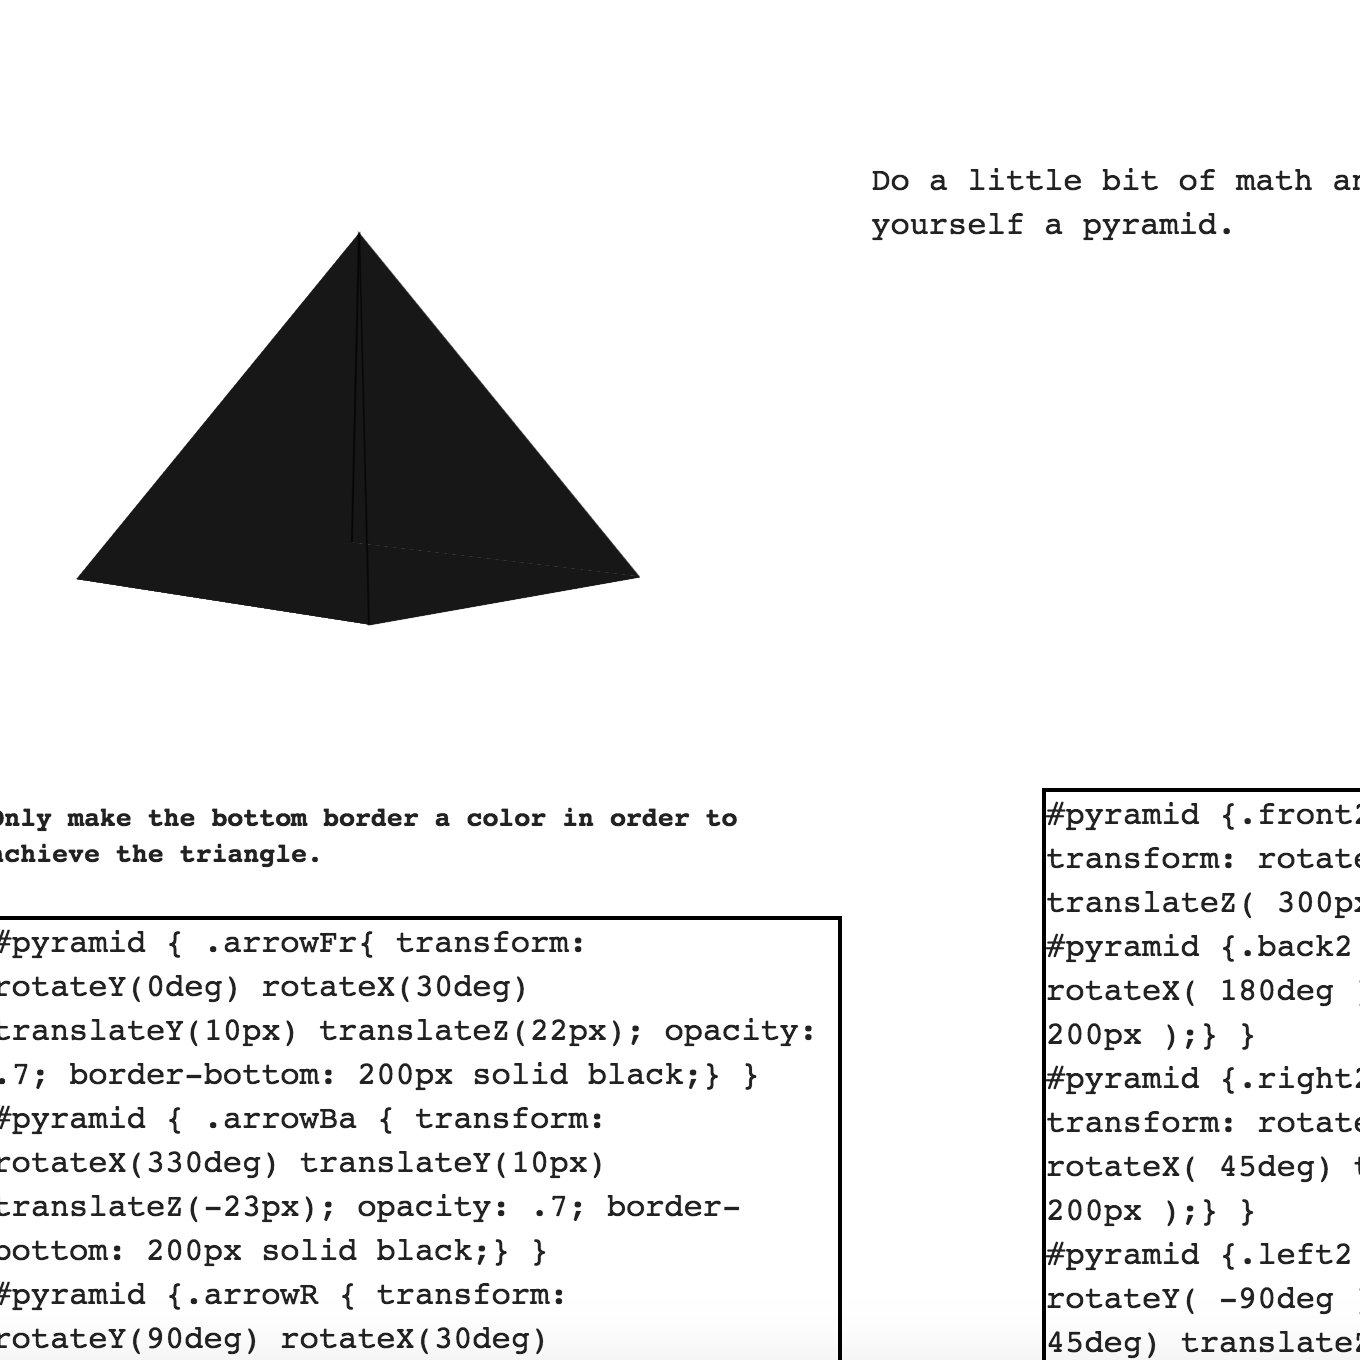 Do a little bit of math
yourself a pyramid.
make the bottom border a color in order to
the triangle.
#pyramid { .arrowFr{ transform:
rotateY(0deg) rotateX(30deg)
translateY(10px) translateZ(22px); opacity:
.7; border-bottom: 200px solid black;} }
#pyramid { .arrowBa { transform:
rotateX(330deg) translateY(10px)
translateZ(-23px); opacity: .7; border-
bottom: 200px solid black;} }
#pyramid {.arrowR { transform:
rotateY(90deg) rotateX(30deg)
#pyramid {.front2
transform: rotate
translateZ( 300px
#pyramid {.back2
rotateX( 180deg
200px );} }
#pyramid {.right2
transform: rotate
rotateX( 45deg) t
200px );} }
#pyramid {.left2
rotateY( -90deg
45deg) translate